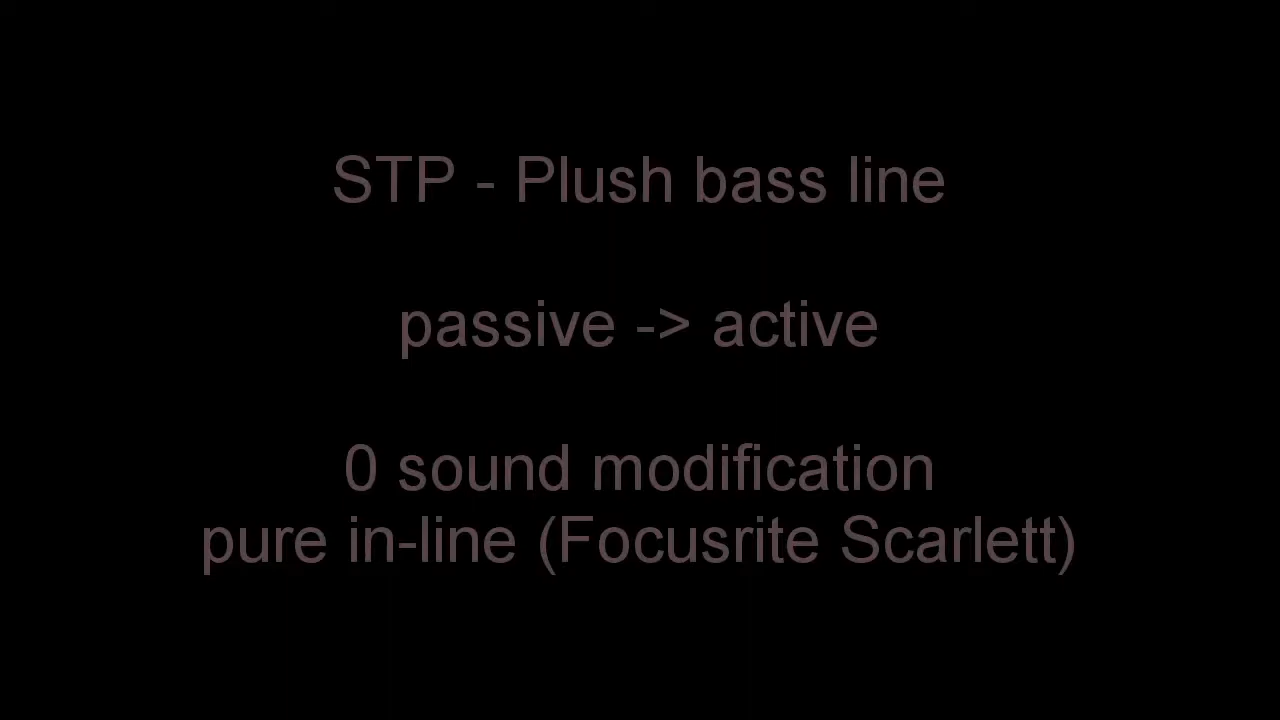 STP - Plush bass line
passive -> active
0 sound modification
pure in-line (Focusrite Scarlett)